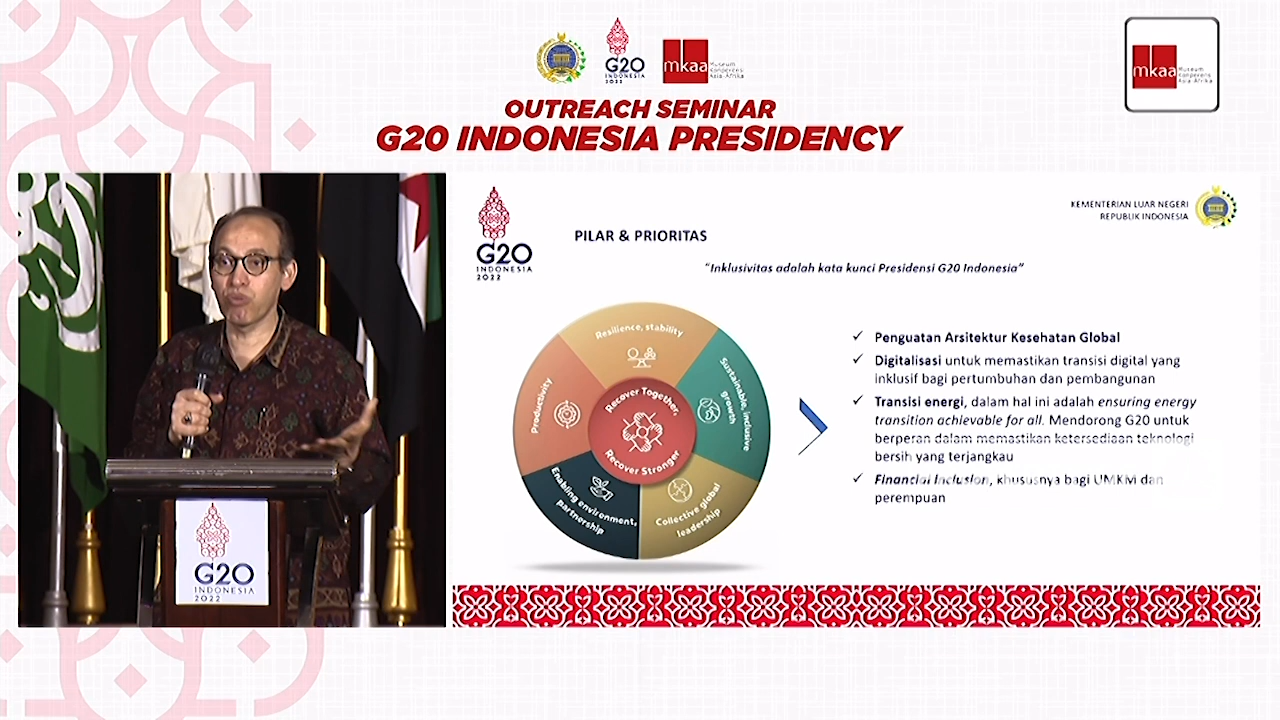 G20
INDONESIA
2022
mkaa
Museum
Konperensi
Asia-Afrika
mkaa
Museum
Konperensi
Asia-Afrika
OUTREACH SEMINAR
G20 INDONESIA PRESIDENCY
G20
INDONESIA
2022
KEMENTERIAN LUAR NEGERI
REPUBLIK INDONESIA
PILAR & PRIORITAS
"Inklusivitas adalah kata kunci Presidensi G20 Indonesia"
Resilience, stability
Sustainable, inclusive
growth
Collective global
leadership
Enabling environment,
partnership
Productivity
Recover Together,
Recover Stronger
✓ Penguatan Arsitektur Kesehatan Global
✓ Digitalisasi untuk memastikan transisi digital yang
inklusif bagi pertumbuhan dan pembangunan
✓ Transisi energi, dalam hal ini adalah ensuring energy
transition achievable for all. Mendorong G20 untuk
berperan dalam memastikan ketersediaan teknologi
bersih yang terjangkau
✓ Financial Inclusion, khususnya bagi UMKM dan
perempuan
G20
INDONESIA
2022